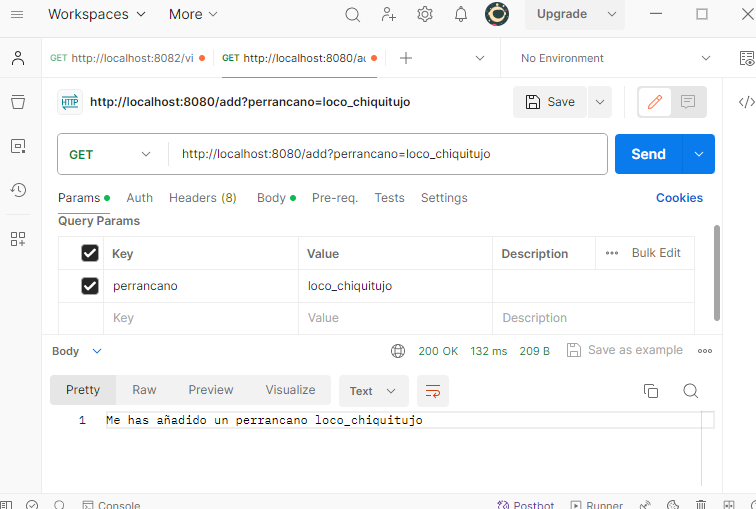 Workspaces More Upgrade
GET http://localhost:8082/vi GET http://localhost:8080/ac No Environment
HTTP http://localhost:8080/add?perrancano=loco_chiquitujo Save
GET http://localhost:8080/add?perrancano=loco_chiquitujo Send
Params Auth Headers (8) Body Pre-req. Tests Settings Cookies
Query Params
Key Value Description Bulk Edit
perrancano loco_chiquitujo
Key Value Description
Body 200 OK 132 ms 209 B Save as example
Pretty Raw Preview Visualize Text
1 Me has añadido un perrancano loco_chiquitujo
Console Postbot Runner